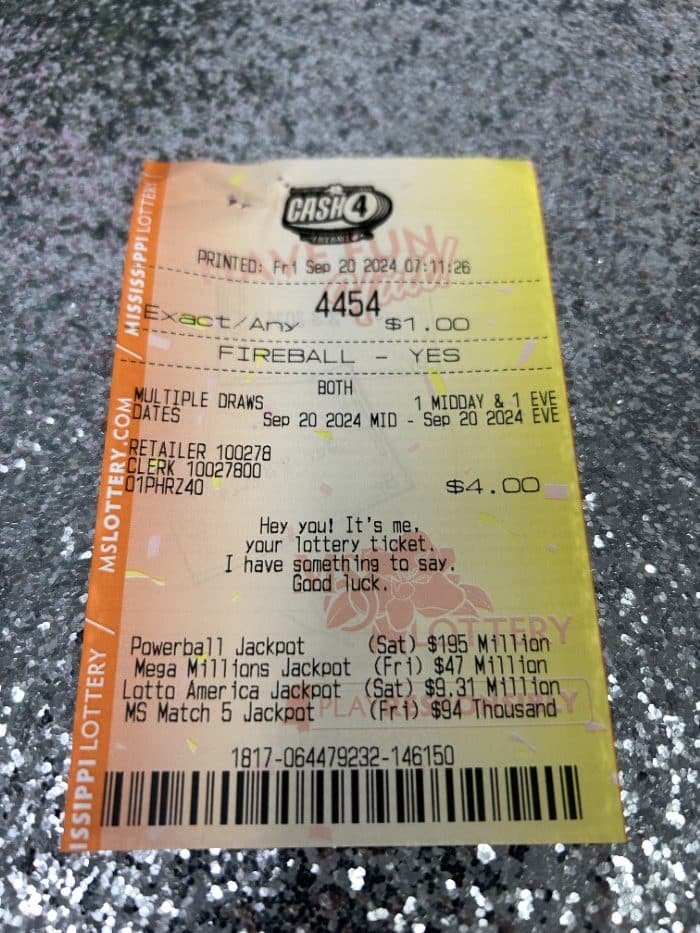 CASH 4
PRINTED: Fri Sep 20 2024 07:11:26
4454
Exact/Any $1.00
FIREBALL - YES
BOTH
MULTIPLE DRAWS 1 MIDDAY & 1 EVE
DATES Sep 20 2024 MID - Sep 20 2024 EVE
RETAILER 100278
CLERK 10027800
01PHRZ40 $4.00
Hey you! It's me,
your lottery ticket.
I have something to say.
Good luck.
Powerball Jackpot (Sat) $195 Million
Mega Millions Jackpot (Fri) $47 Million
Lotto America Jackpot (Sat) $9.31 Million
MS Match 5 Jackpot (Fri) $94 Thousand
1817-064479232-146150
ISSIPPI LOTTERY / MSLOTTERY.COM / MISSISSIPPI LOTTERY
HAVE FUN
LOTTERY